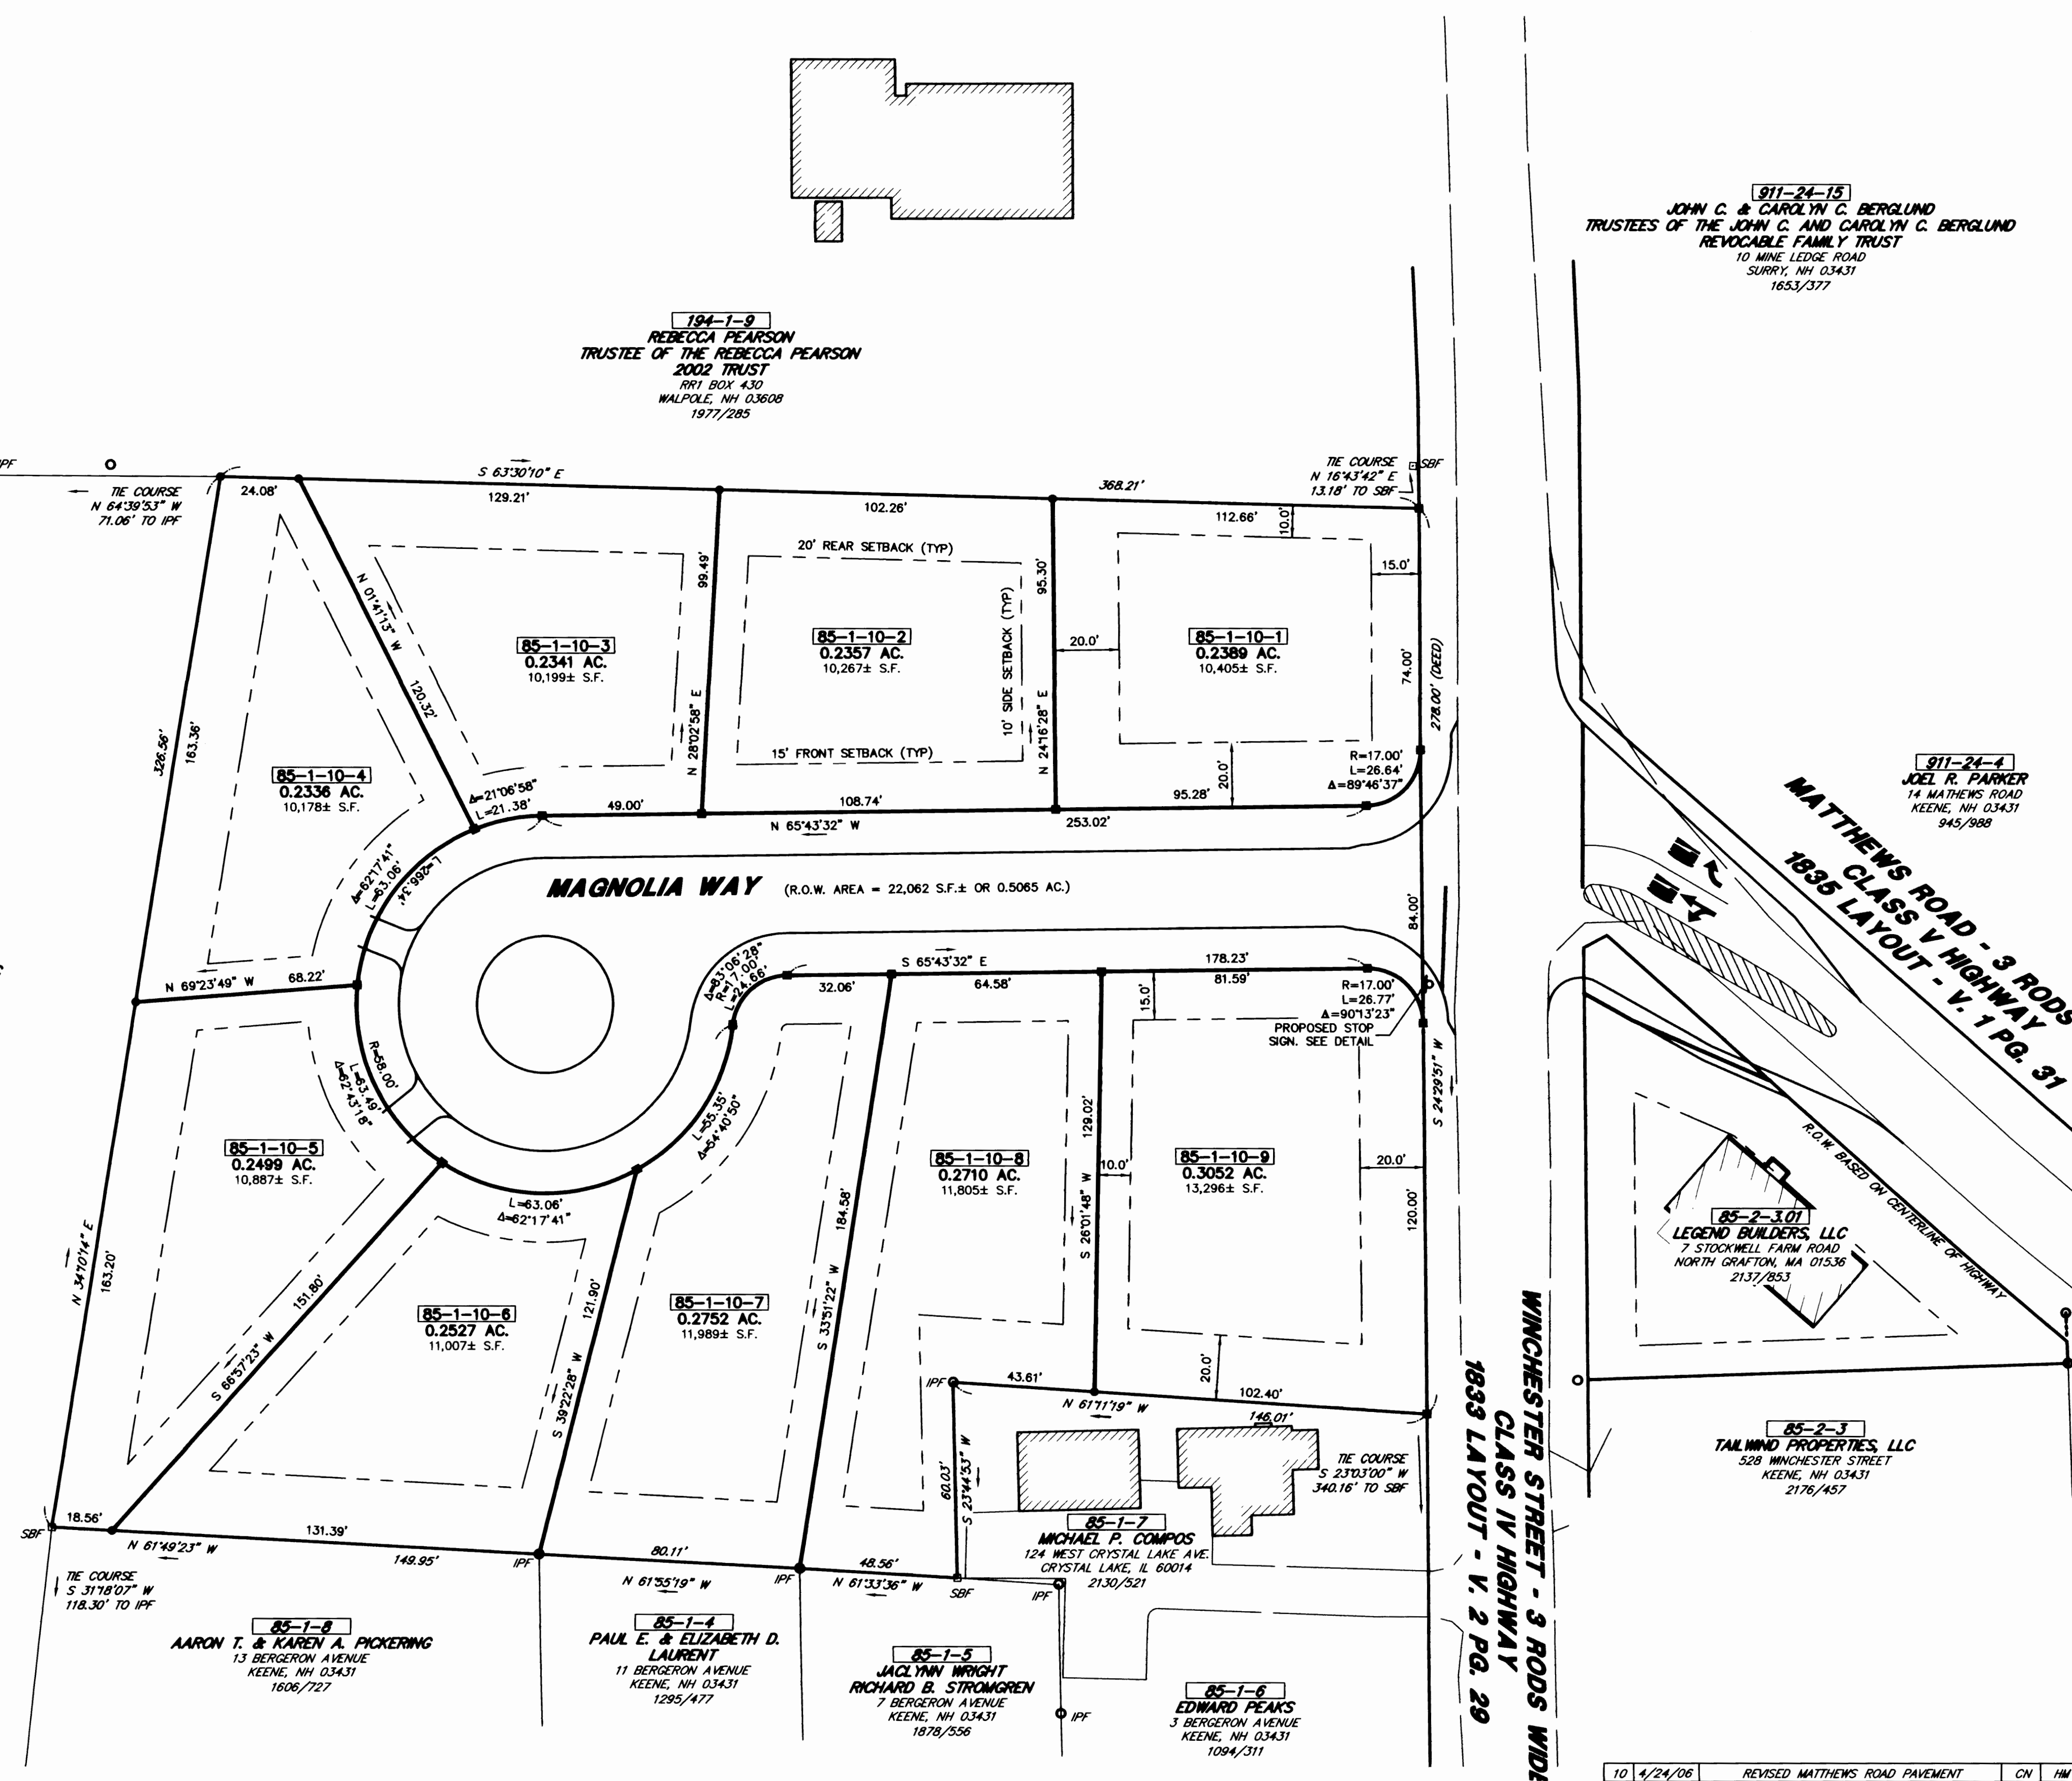 911-24-15
JOHN C. & CAROLYN C. BERGLUND
TRUSTEES OF THE JOHN C. AND CAROLYN C. BERGLUND
REVOCABLE FAMILY TRUST
10 MINE LEDGE ROAD
SURRY, NH 03431
1653/377
194-1-9
REBECCA PEARSON
TRUSTEE OF THE REBECCA PEARSON
2002 TRUST
RR1 BOX 430
WALPOLE, NH 03608
1977/285
IPF
TIE COURSE
N 64°39'53" W
71.06' TO IPF
24.08'
S 63°30'10" E
129.21'
102.26'
368.21'
112.66'
10.0'
TIE COURSE
N 16°43'42" E
13.18' TO SBF
SBF
15.0'
N 01°41'13" W
120.32'
99.49'
N 28°02'58" E
20' REAR SETBACK (TYP)
10' SIDE SETBACK (TYP)
15' FRONT SETBACK (TYP)
95.30'
N 24°16'28" E
20.0'
85-1-10-3
0.2341 AC.
10,199± S.F.
85-1-10-2
0.2357 AC.
10,267± S.F.
85-1-10-1
0.2389 AC.
10,405± S.F.
74.00'
278.00' (DEED)
326.56'
163.36'
85-1-10-4
0.2336 AC.
10,178± S.F.
Δ=21°06'58"
L=21.38'
49.00'
108.74'
N 65°43'32" W
253.02'
95.28'
20.0'
R=17.00'
L=26.64'
Δ=89°46'37"
911-24-4
JOEL R. PARKER
14 MATHEWS ROAD
KEENE, NH 03431
945/988
MATTHEWS ROAD - 3 RODS
CLASS V HIGHWAY
1835 LAYOUT - V. 1 PG. 31
Δ=62°17'41"
L=63.06'
L=266.34'
MAGNOLIA WAY (R.O.W. AREA = 22,062 S.F.± OR 0.5065 AC.)
84.00'
N 69°23'49" W
68.22'
Δ=83°06'28"
R=17.00'
L=24.66'
32.06'
S 65°43'32" E
64.58'
178.23'
81.59'
15.0'
R=17.00'
L=26.77'
Δ=90°13'23"
PROPOSED STOP
SIGN. SEE DETAIL
S 24°29'51" W
R=58.00'
L=63.49'
Δ=62°43'18"
L=55.35'
Δ=54°40'50"
L=63.06'
Δ=62°17'41"
85-1-10-5
0.2499 AC.
10,887± S.F.
85-1-10-8
0.2710 AC.
11,805± S.F.
129.02'
S 26°01'48" W
10.0'
85-1-10-9
0.3052 AC.
13,296± S.F.
20.0'
120.00'
R.O.W. BASED ON CENTERLINE OF HIGHWAY
85-2-3.01
LEGEND BUILDERS, LLC
7 STOCKWELL FARM ROAD
NORTH GRAFTON, MA 01536
2137/853
N 34°10'14" E
163.20'
151.80'
S 66°57'23" W
85-1-10-6
0.2527 AC.
11,007± S.F.
121.90'
S 39°22'28" W
85-1-10-7
0.2752 AC.
11,989± S.F.
184.58'
S 33°51'22" W
IPF
43.61'
N 61°11'19" W
20.0'
102.40'
146.01'
60.03'
S 23°44'53" W
TIE COURSE
S 23°03'00" W
340.16' TO SBF
WINCHESTER STREET - 3 RODS WIDE
CLASS IV HIGHWAY
1833 LAYOUT - V. 2 PG. 29
85-2-3
TAILWIND PROPERTIES, LLC
528 WINCHESTER STREET
KEENE, NH 03431
2176/457
85-1-7
MICHAEL P. COMPOS
124 WEST CRYSTAL LAKE AVE.
CRYSTAL LAKE, IL 60014
2130/521
SBF
18.56'
N 61°49'23" W
131.39'
149.95'
IPF
80.11'
N 61°55'19" W
IPF
48.56'
N 61°33'36" W
SBF
IPF
TIE COURSE
S 31°18'07" W
118.30' TO IPF
85-1-8
AARON T. & KAREN A. PICKERING
13 BERGERON AVENUE
KEENE, NH 03431
1606/727
85-1-4
PAUL E. & ELIZABETH D.
LAURENT
11 BERGERON AVENUE
KEENE, NH 03431
1295/477
85-1-5
JACLYNN WRIGHT
RICHARD B. STROMGREN
7 BERGERON AVENUE
KEENE, NH 03431
1878/556
IPF
85-1-6
EDWARD PEAKS
3 BERGERON AVENUE
KEENE, NH 03431
1094/311
10 4/24/06 REVISED MATTHEWS ROAD PAVEMENT CN HM